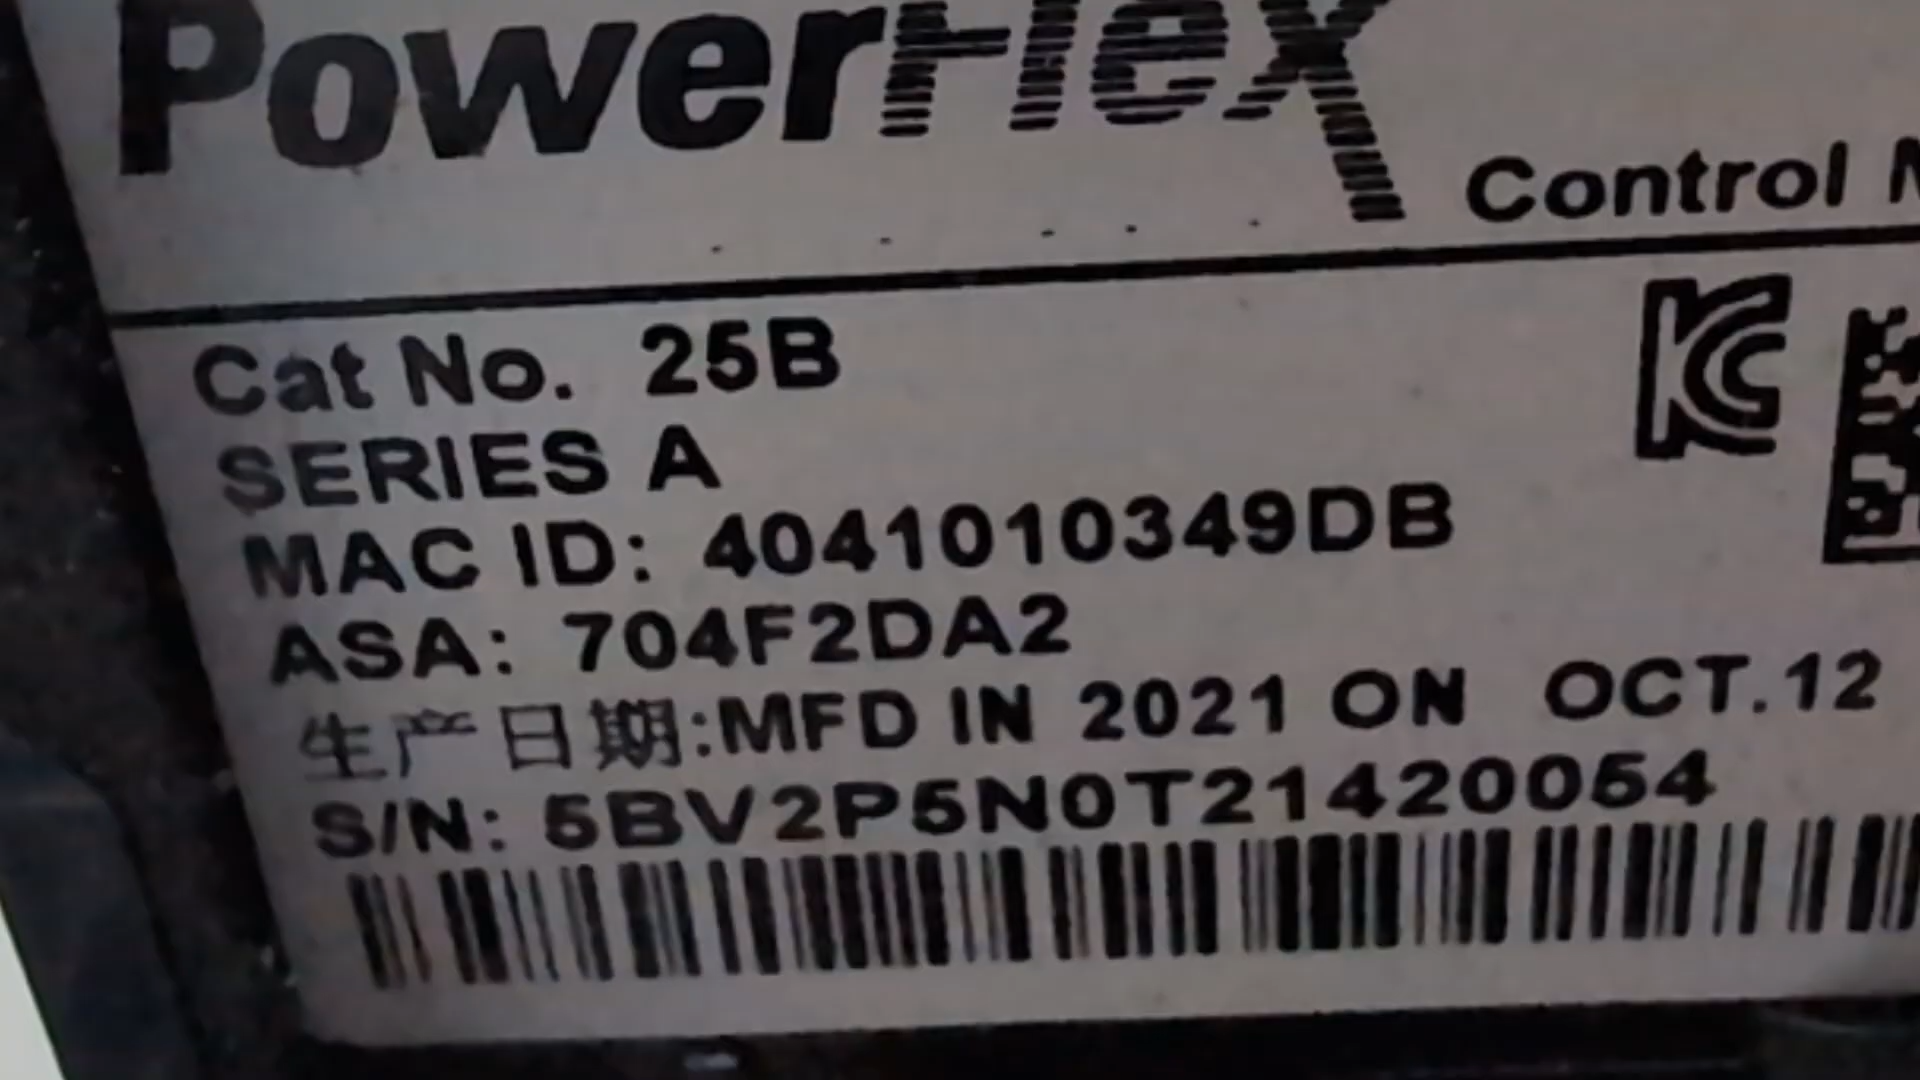 PowerFlex
Control
Cat No. 25B
SERIES A
MAC ID: 4041010349DB
ASA: 704F2DA2
生产日期:MFD IN 2021 ON OCT.12
S/N: 5BV2P5N0T21420054